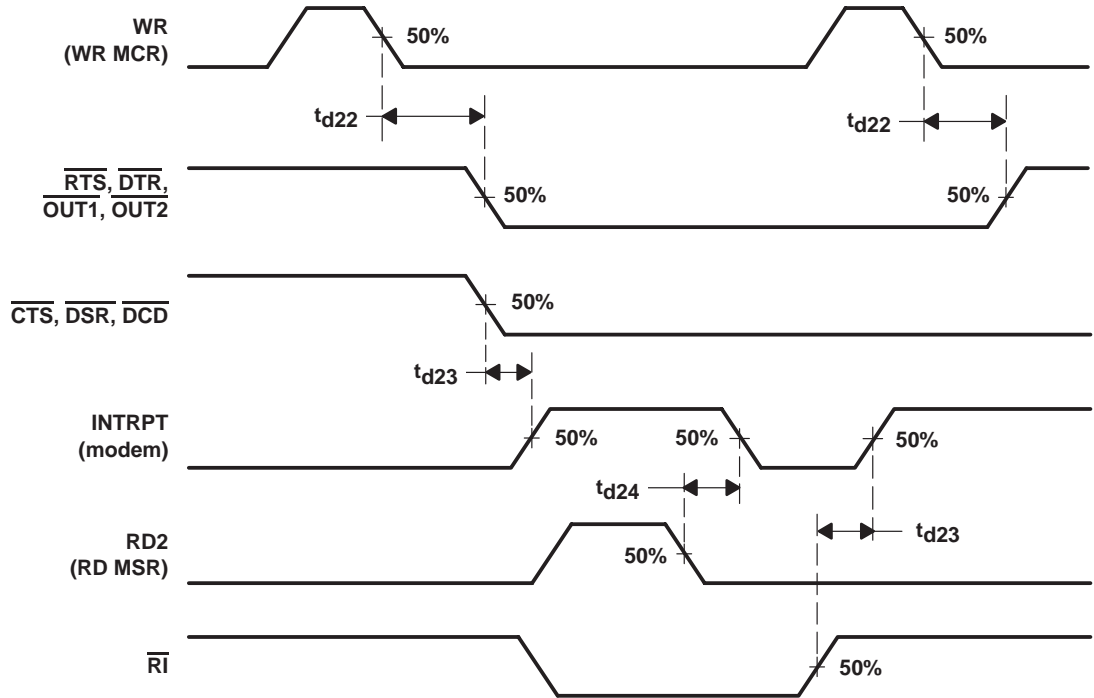 WR
(WR MCR)
50%
50%
td22
td22
RTS, DTR,
OUT1, OUT2
50%
50%
CTS, DSR, DCD
50%
td23
INTRPT
(modem)
50%
50%
50%
td24
td23
RD2
(RD MSR)
50%
RI
50%